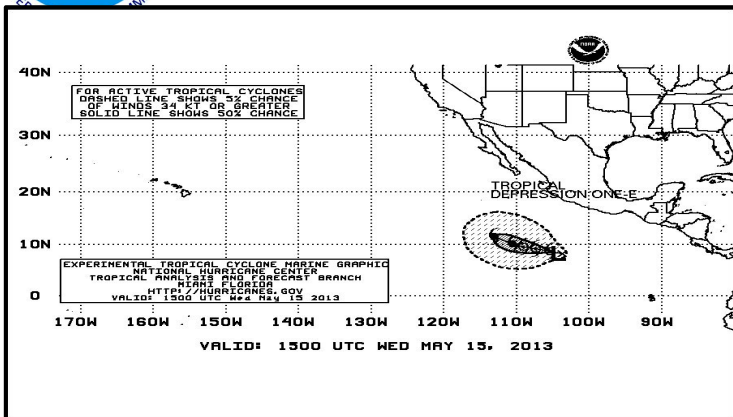 NOAA
40N
FOR ACTIVE TROPICAL CYCLONES
DASHED LINE SHOWS 5% CHANCE
OF WINDS 34 KT OR GREATER
SOLID LINE SHOWS 50% CHANCE
30N
20N
TROPICAL
DEPRESSION ONE-E
10N
EXPERIMENTAL TROPICAL CYCLONE MARINE GRAPHIC
NATIONAL HURRICANE CENTER
TROPICAL ANALYSIS AND FORECAST BRANCH
MIAMI FLORIDA
HTTP://HURRICANES.GOV
VALID: 1500 UTC Wed May 15 2013
0
170W 160W 150W 140W 130W 120W 110W 100W 90W
VALID: 1500 UTC WED MAY 15, 2013